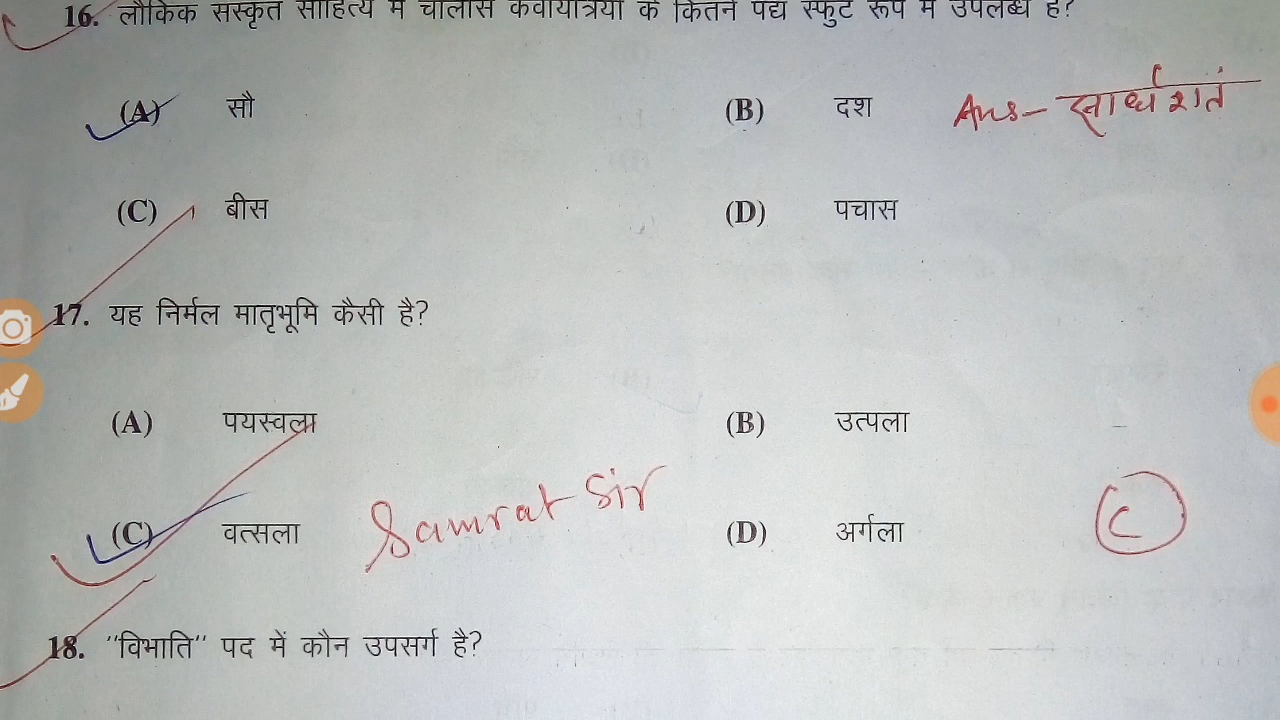 16. लौकिक संस्कृत साहित्य में चालीस कवयित्रियों के कितने पद्य स्फुट रूप में उपलब्ध हैं?
(A) सौ
(B) दश
Ans- सार्धशतं
(C) बीस
(D) पचास
17. यह निर्मल मातृभूमि कैसी है?
(A) पयस्वला
(B) उत्पला
(C) वत्सला
Samrat Sir
(D) अर्गला
C
18. "विभाति" पद में कौन उपसर्ग है?